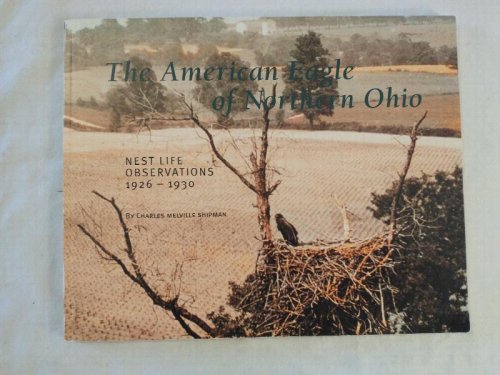 The American Eagle
of Northern Ohio
NEST LIFE
OBSERVATIONS
1926 – 1930
BY CHARLES MELVILLE SHIPMAN